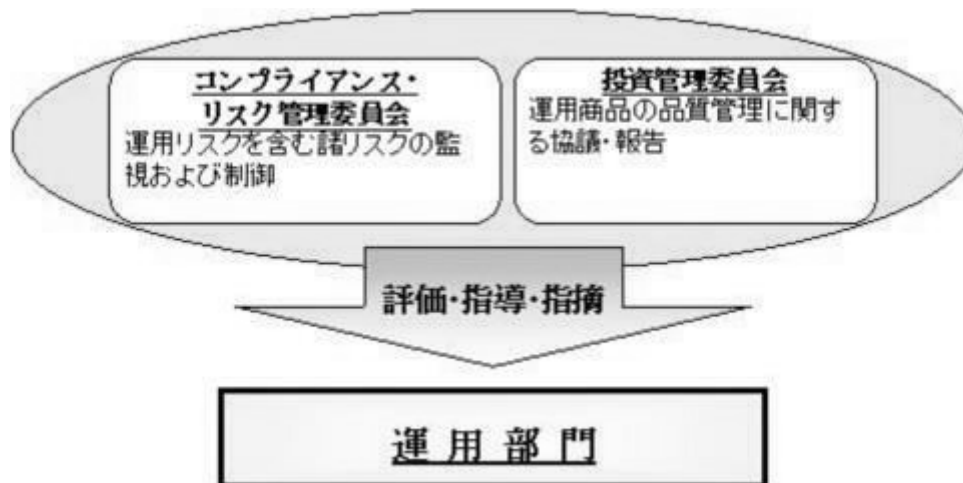 コンプライアンス・
リスク管理委員会
運用リスクを含む諸リスクの監
視および制御
投資管理委員会
運用商品の品質管理に関す
る協議・報告
評価・指導・指摘
運用部門